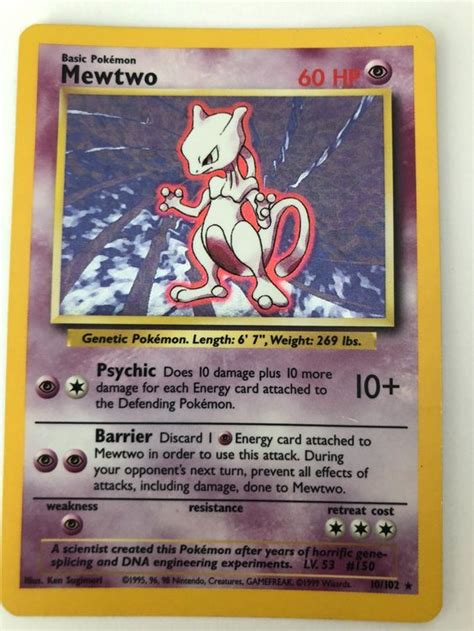 Basic Pokémon
Mewtwo
60 HP
Genetic Pokémon. Length: 6' 7", Weight: 269 lbs.
Psychic Does 10 damage plus 10 more
damage for each Energy card attached to
the Defending Pokémon.
10+
Barrier Discard 1 Energy card attached to
Mewtwo in order to use this attack. During
your opponent's next turn, prevent all effects of
attacks, including damage, done to Mewtwo.
weakness resistance retreat cost
A scientist created this Pokémon after years of horrific gene-
splicing and DNA engineering experiments. LV. 53 #150
Illus. Ken Sugimori ©1995, 96, 98 Nintendo, Creatures, GAMEFREAK. ©1999 Wizards. 10/102 ★